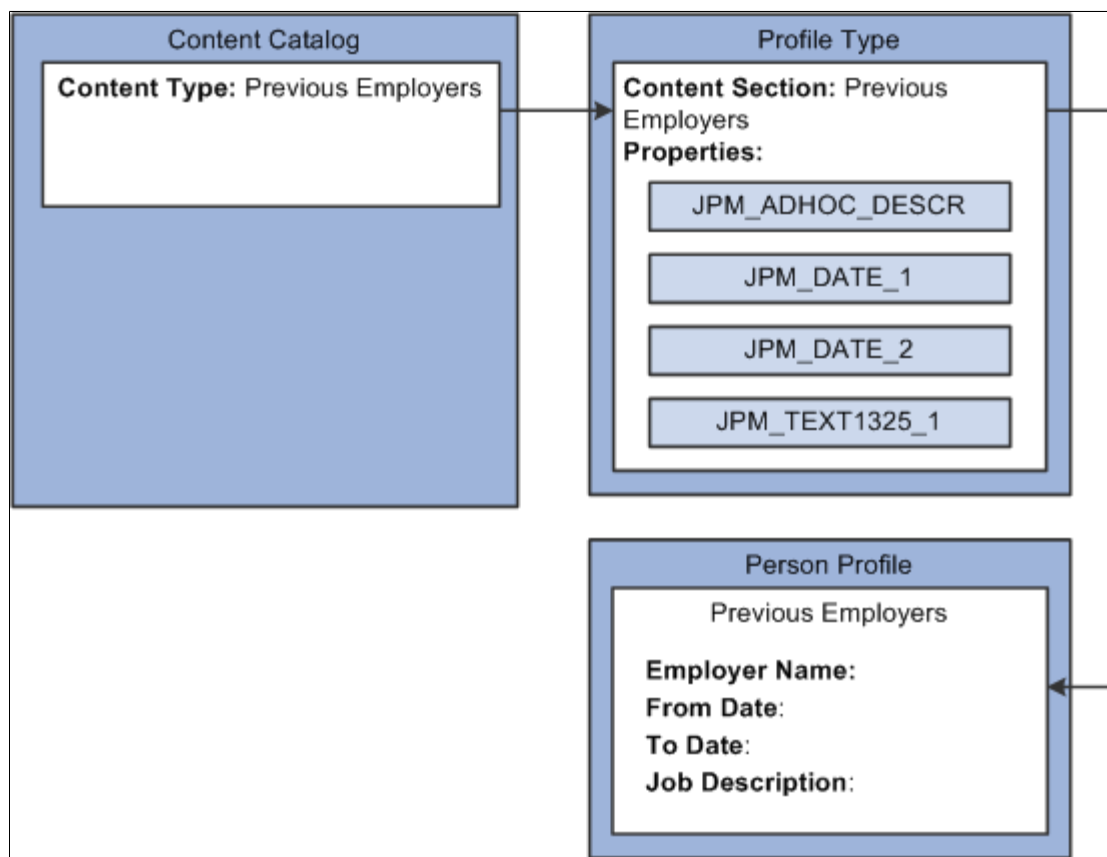 Content Catalog
Content Type: Previous Employers
Profile Type
Content Section: Previous
Employers
Properties:
JPM_ADHOC_DESCR
JPM_DATE_1
JPM_DATE_2
JPM_TEXT1325_1
Person Profile
Previous Employers
Employer Name:
From Date:
To Date:
Job Description: